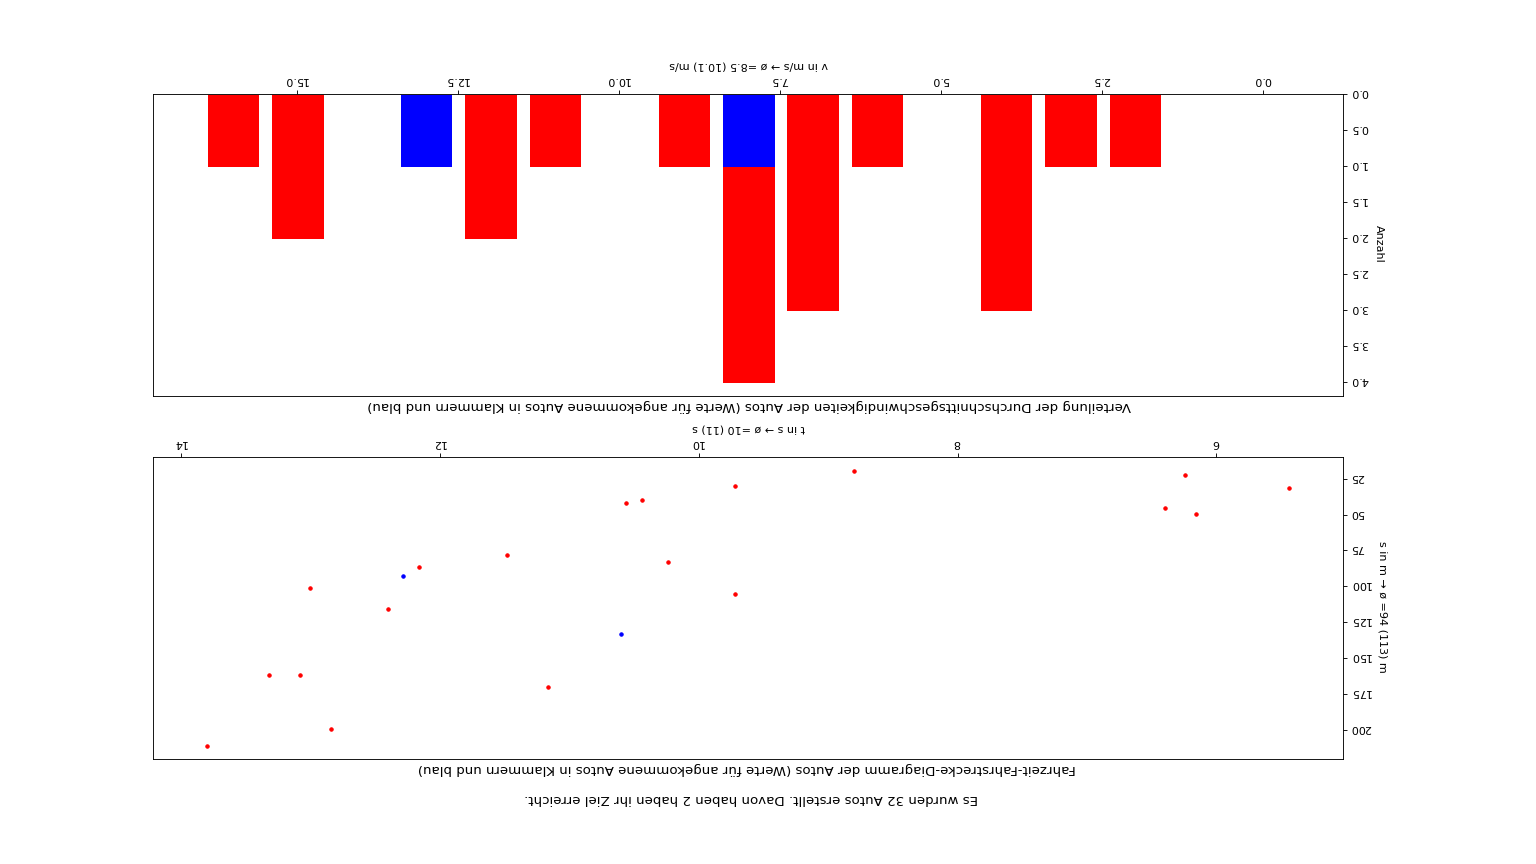 Es wurden 32 Autos erstellt. Davon haben 2 haben ihr Ziel erreicht.
Fahrzeit-Fahrstrecke-Diagramm der Autos (Werte für angekommene Autos in Klammern und blau)
s in m → ø =94 (113) m
200
175
150
125
100
75
50
25
6 8 10 12 14
t in s → ø =10 (11) s
Verteilung der Durchschnittsgeschwindigkeiten der Autos (Werte für angekommene Autos in Klammern und blau)
Anzahl
4.0
3.5
3.0
2.5
2.0
1.5
1.0
0.5
0.0
0.0 2.5 5.0 7.5 10.0 12.5 15.0
v in m/s → ø =8.5 (10.1) m/s